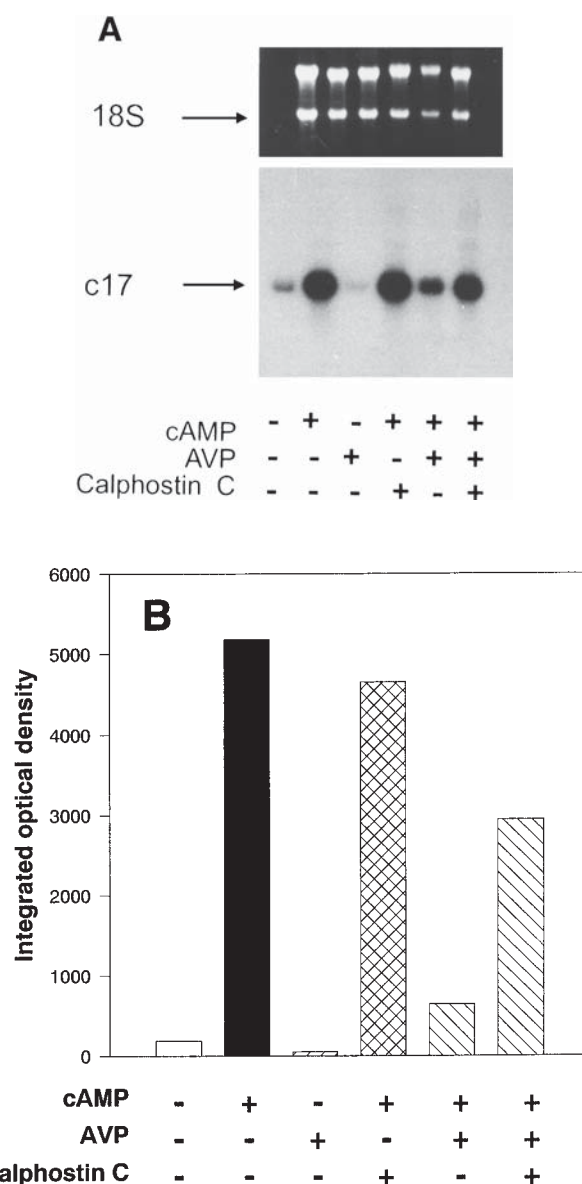 A
18S
c17
cAMP - + - + + +
AVP - - + - + +
Calphostin C - - - + - +
B
6000
5000
4000
3000
2000
1000
0
Integrated optical density
cAMP - + - + + +
AVP - - + - + +
alphostin C - - - + - +